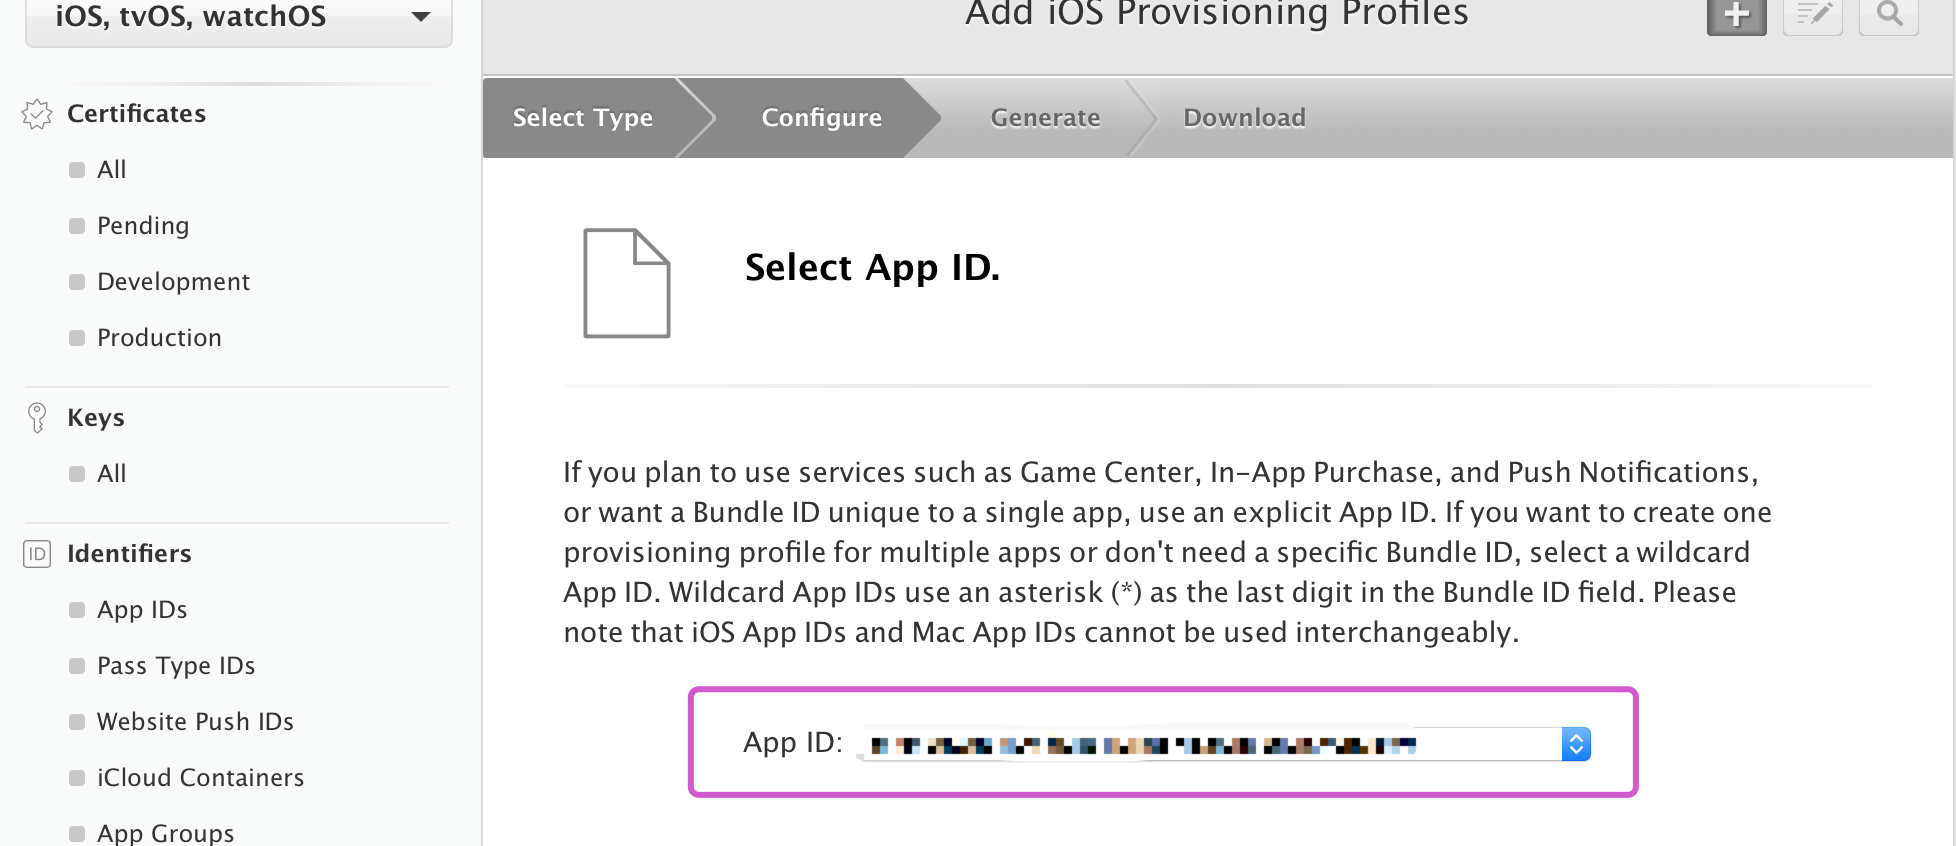 iOS, tvOS, watchOS
Certificates
All
Pending
Development
Production
Keys
All
ID Identifiers
App IDs
Pass Type IDs
Website Push IDs
iCloud Containers
App Groups
Add iOS Provisioning Profiles
Select Type Configure Generate Download
Select App ID.
If you plan to use services such as Game Center, In-App Purchase, and Push Notifications,
or want a Bundle ID unique to a single app, use an explicit App ID. If you want to create one
provisioning profile for multiple apps or don't need a specific Bundle ID, select a wildcard
App ID. Wildcard App IDs use an asterisk (*) as the last digit in the Bundle ID field. Please
note that iOS App IDs and Mac App IDs cannot be used interchangeably.
App ID: